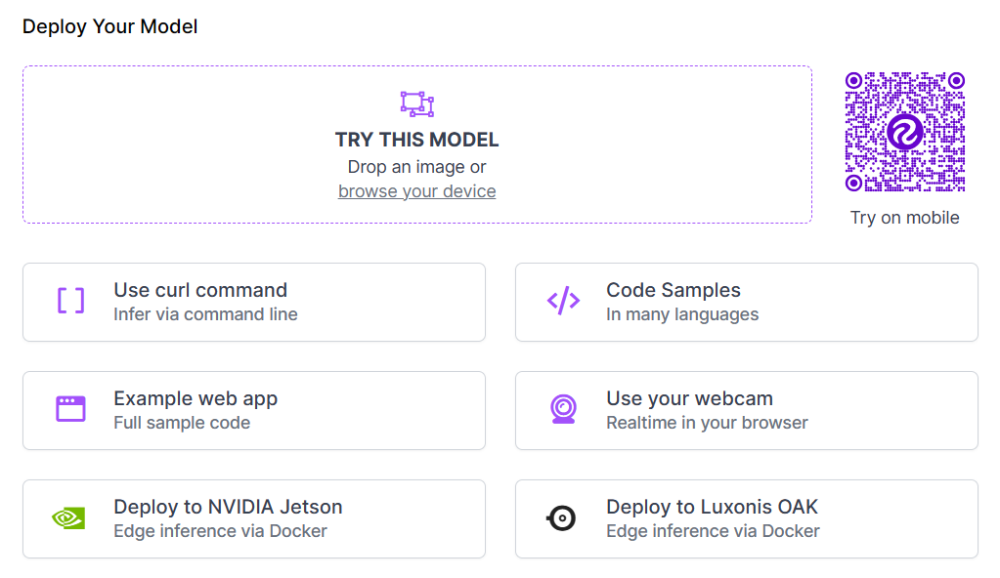 Deploy Your Model
TRY THIS MODEL
Drop an image or
browse your device
Try on mobile
Use curl command
Infer via command line
Code Samples
In many languages
Example web app
Full sample code
Use your webcam
Realtime in your browser
Deploy to NVIDIA Jetson
Edge inference via Docker
Deploy to Luxonis OAK
Edge inference via Docker